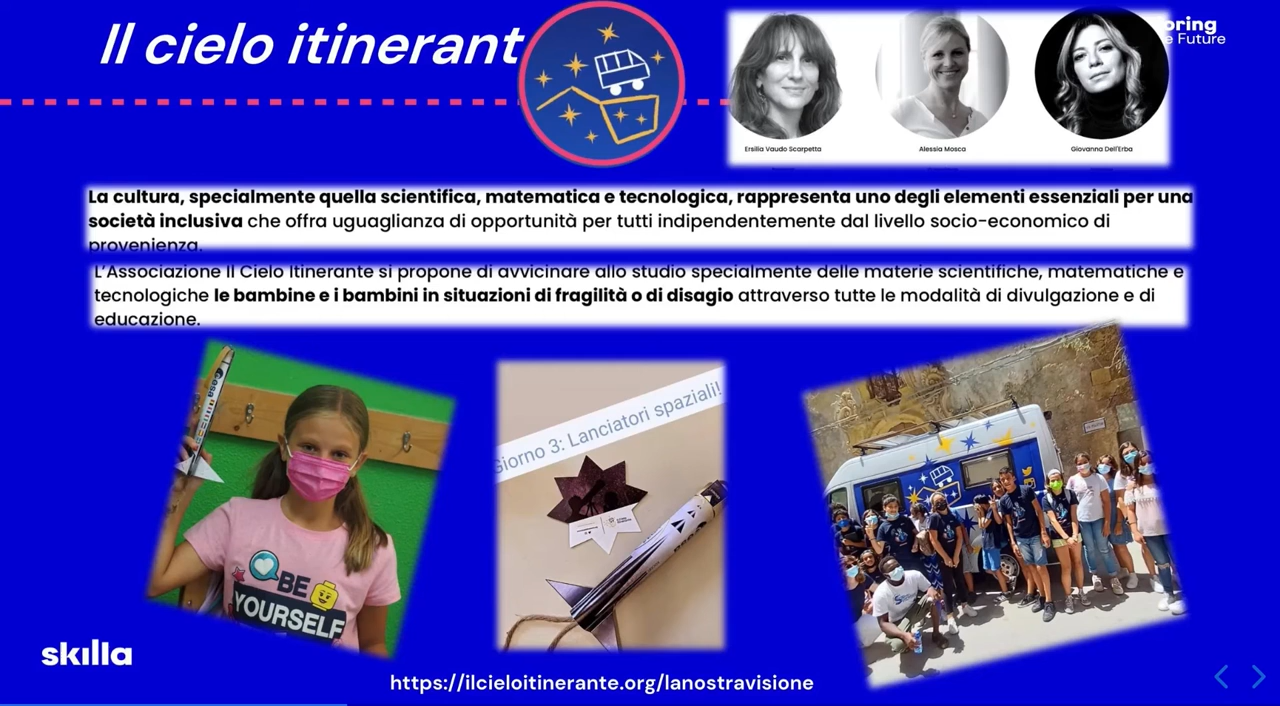 Il cielo itinerant
oring
e Future
Ersilia Vaudo Scarpetta
Alessia Mosca
Giovanna Dell'Erba
La cultura, specialmente quella scientifica, matematica e tecnologica, rappresenta uno degli elementi essenziali per una
società inclusiva che offra uguaglianza di opportunità per tutti indipendentemente dal livello socio-economico di
provenienza.
L'Associazione Il Cielo Itinerante si propone di avvicinare allo studio specialmente delle materie scientifiche, matematiche e
tecnologiche le bambine e i bambini in situazioni di fragilità o di disagio attraverso tutte le modalità di divulgazione e di
educazione.
esa
BE
YOURSELF
Giorno 3: Lanciatori spaziali!
skilla
https://ilcieloitinerante.org/lanostravisione